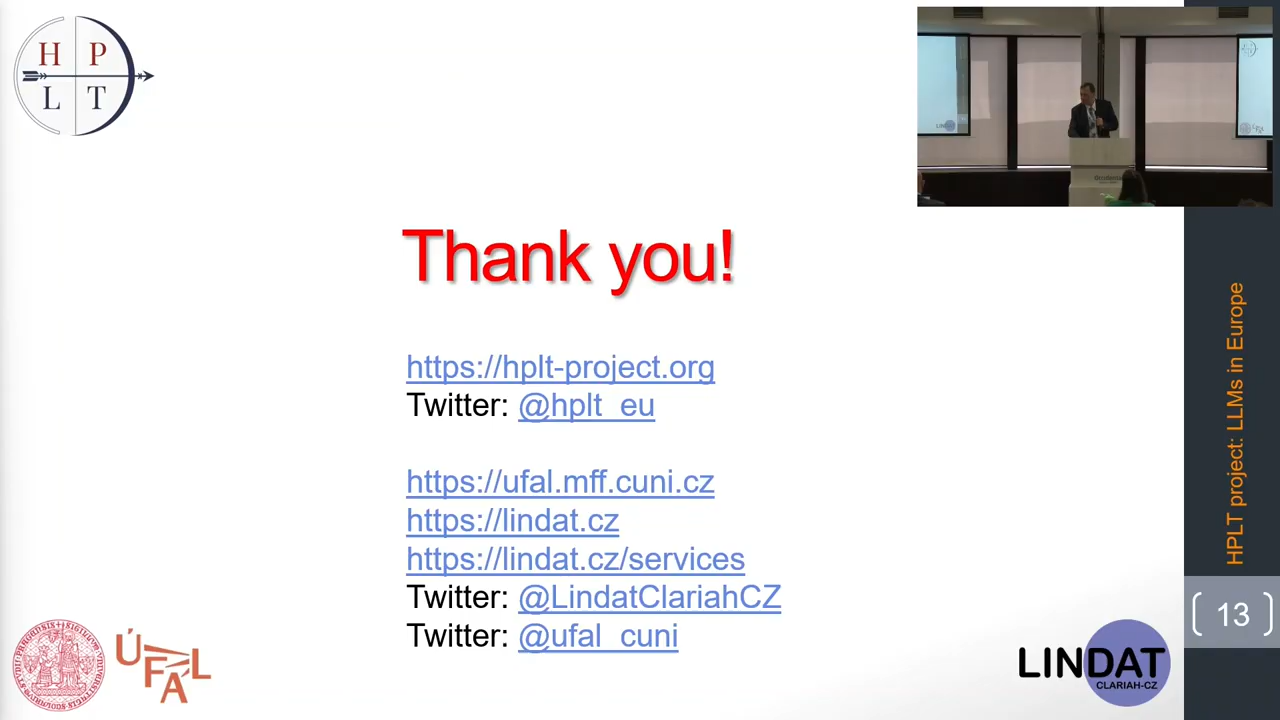 H P
L T
Thank you!
https://hplt-project.org
Twitter: @hplt_eu
https://ufal.mff.cuni.cz
https://lindat.cz
https://lindat.cz/services
Twitter: @LindatClariahCZ
Twitter: @ufal_cuni
HPLT project: LLMs in Europe
13
ÚFAL
LINDAT
CLARIAH-CZ
LINDAT